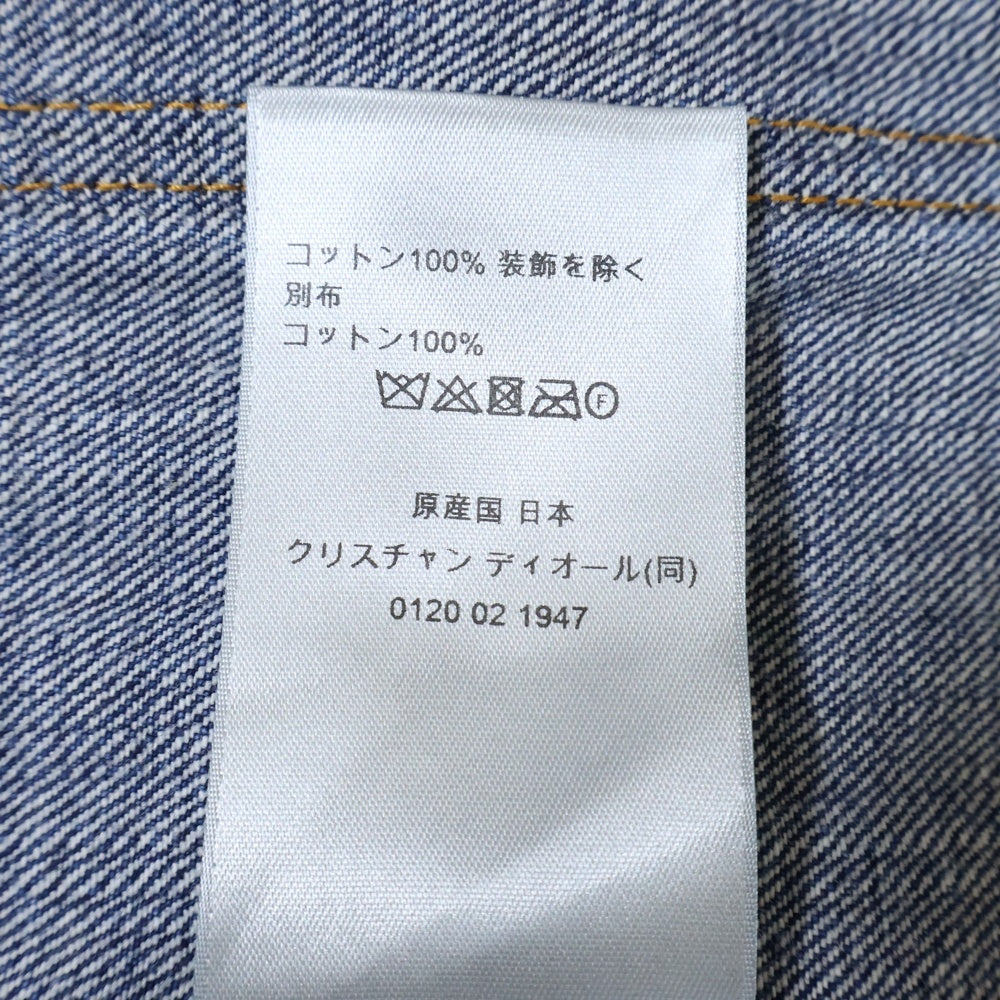 コットン100% 装飾を除く
別布
コットン100%
F
原産国 日本
クリスチャン ディオール(同)
0120 02 1947